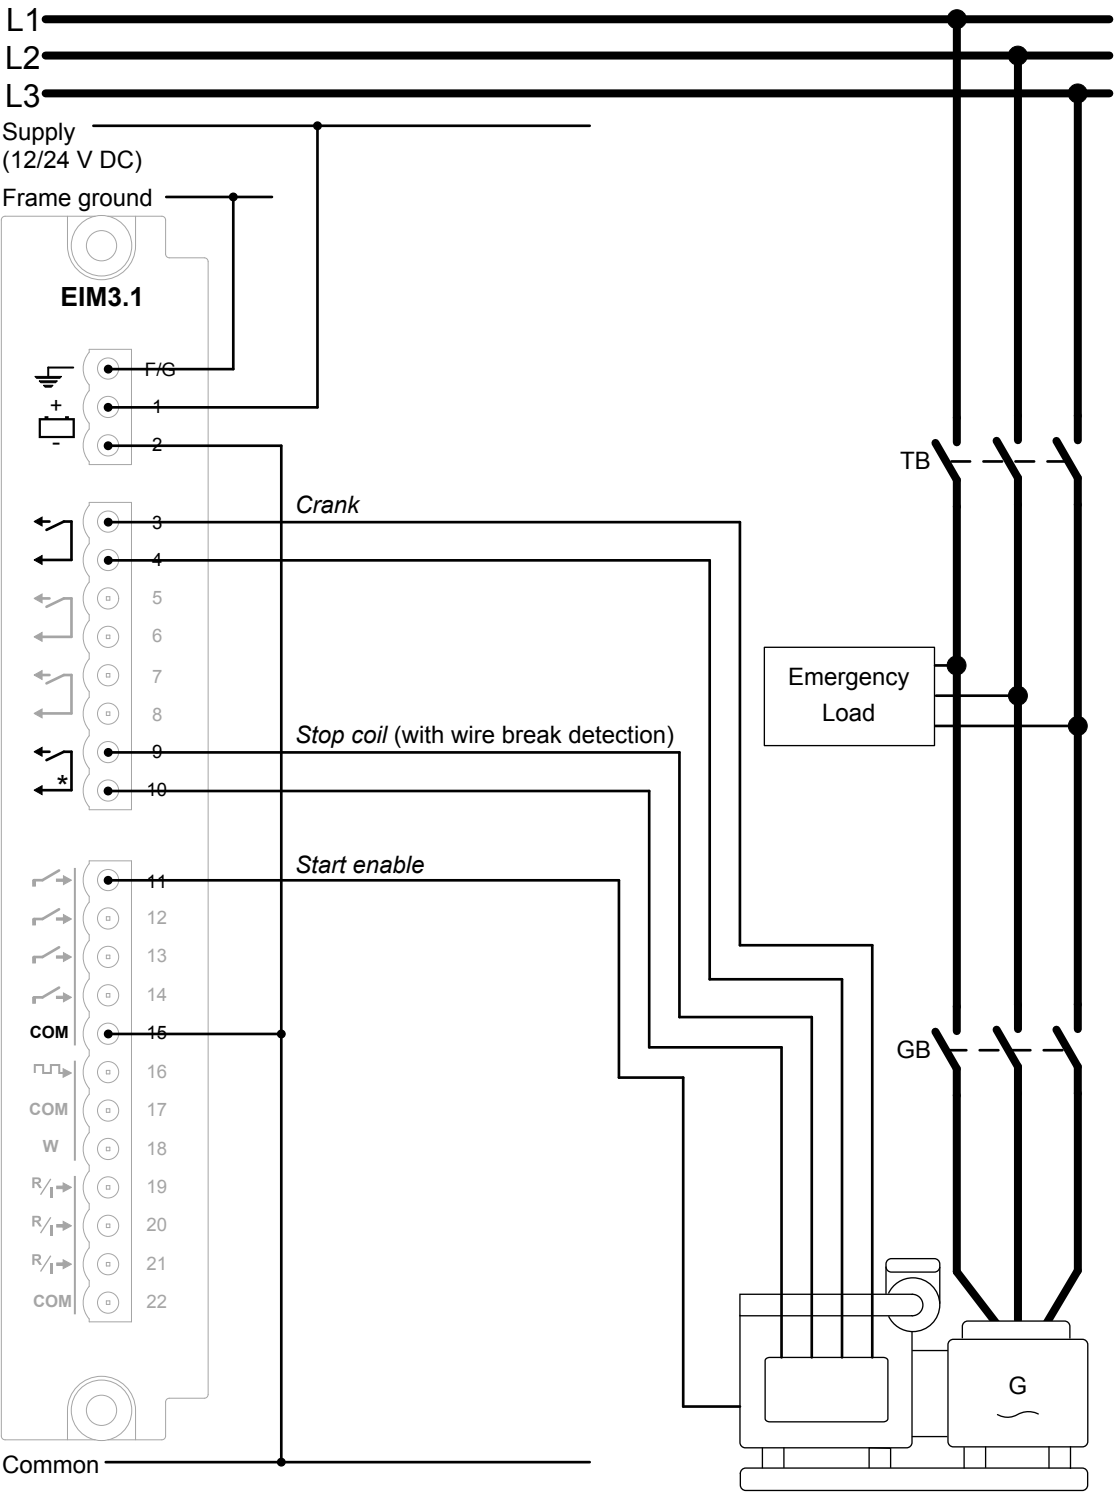 L1
L2
L3
Supply
(12/24 V DC)
Frame ground
EIM3.1
F/G
+
1
-
2
Crank
3
4
5
6
7
8
Stop coil (with wire break detection)
9
*
10
Start enable
11
12
13
14
COM 15
16
COM 17
W 18
R/I 19
R/I 20
R/I 21
COM 22
Common
TB
Emergency
Load
GB
G